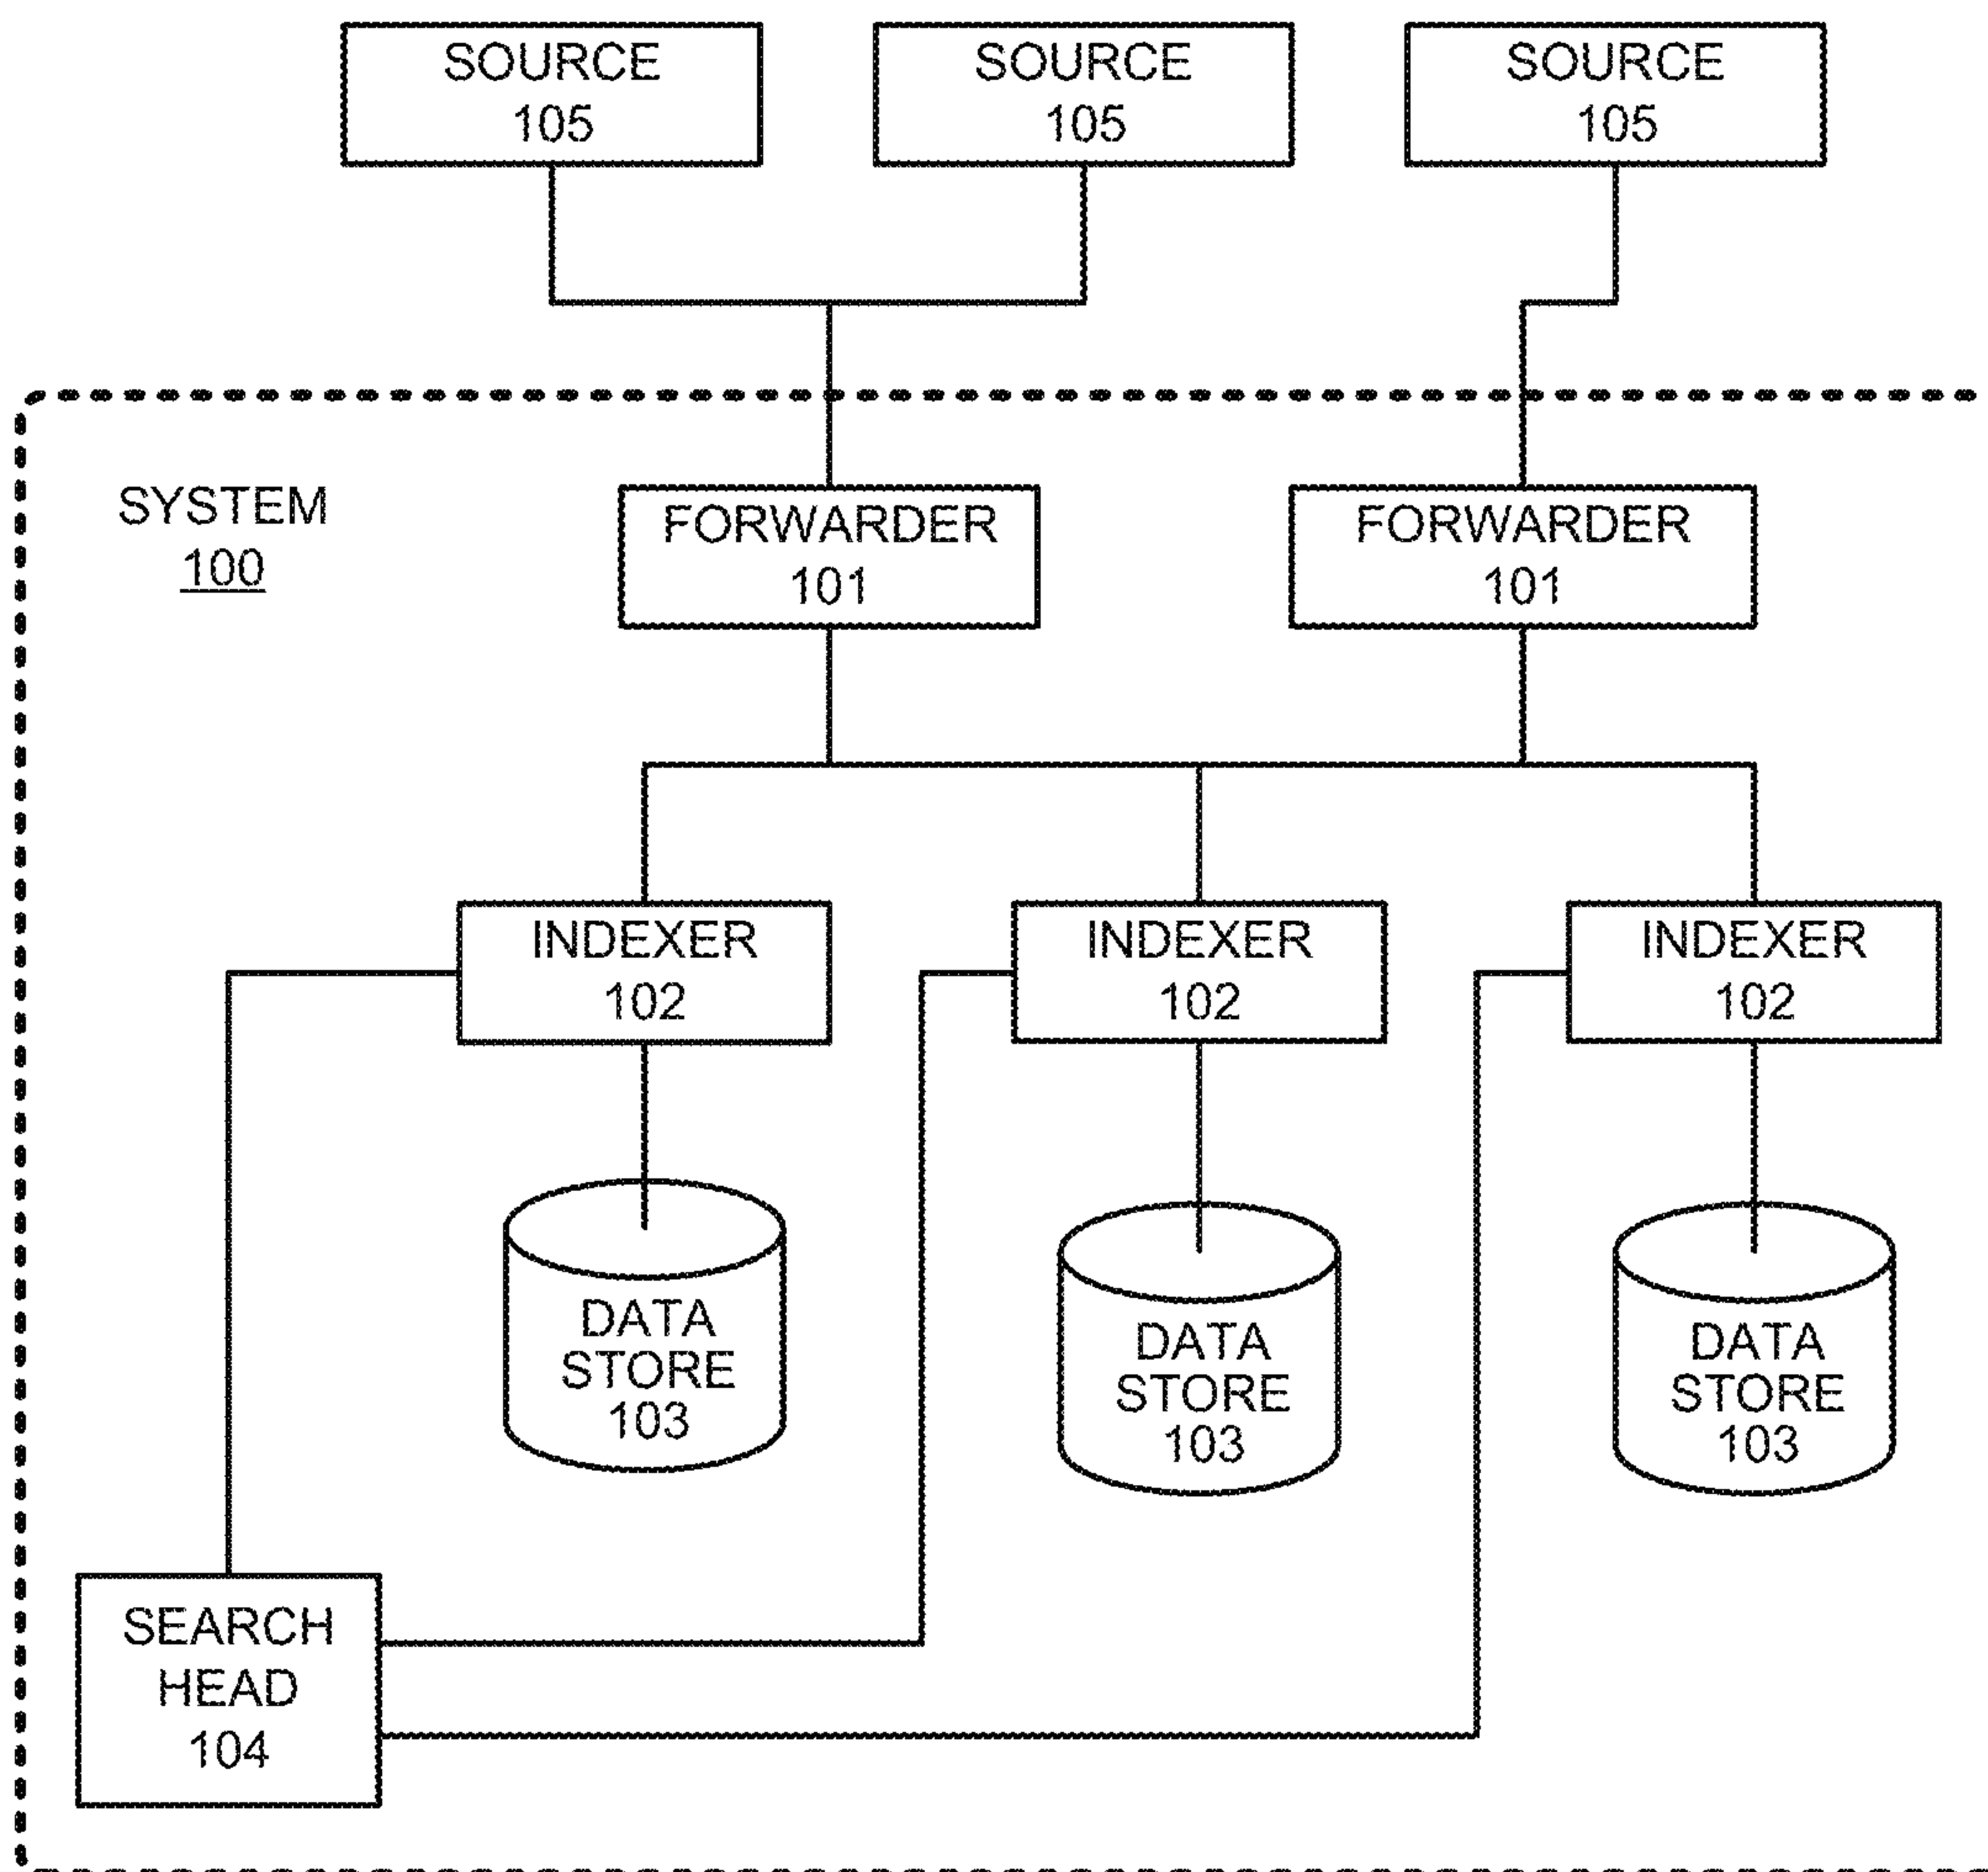 SOURCE
105
SOURCE
105
SOURCE
105
SYSTEM
100
FORWARDER
101
FORWARDER
101
INDEXER
102
INDEXER
102
INDEXER
102
DATA
STORE
103
DATA
STORE
103
DATA
STORE
103
SEARCH
HEAD
104